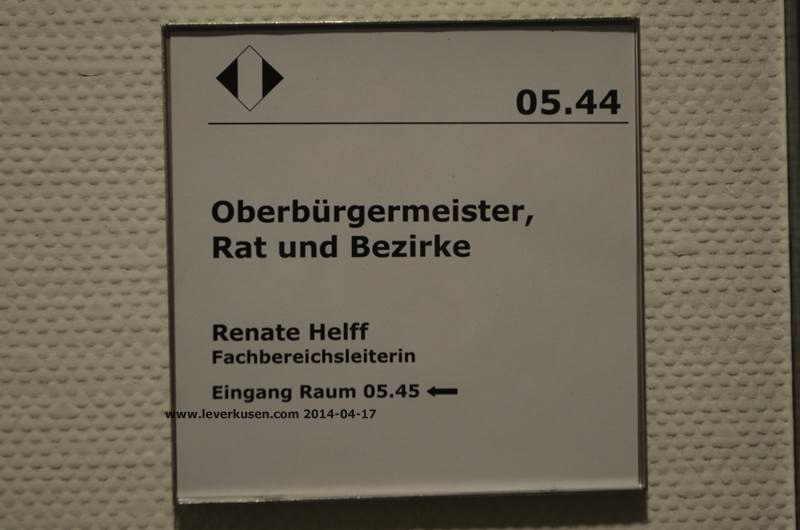 05.44
Oberbürgermeister,
Rat und Bezirke
Renate Helff
Fachbereichsleiterin
Eingang Raum 05.45
www.leverkusen.com 2014-04-17